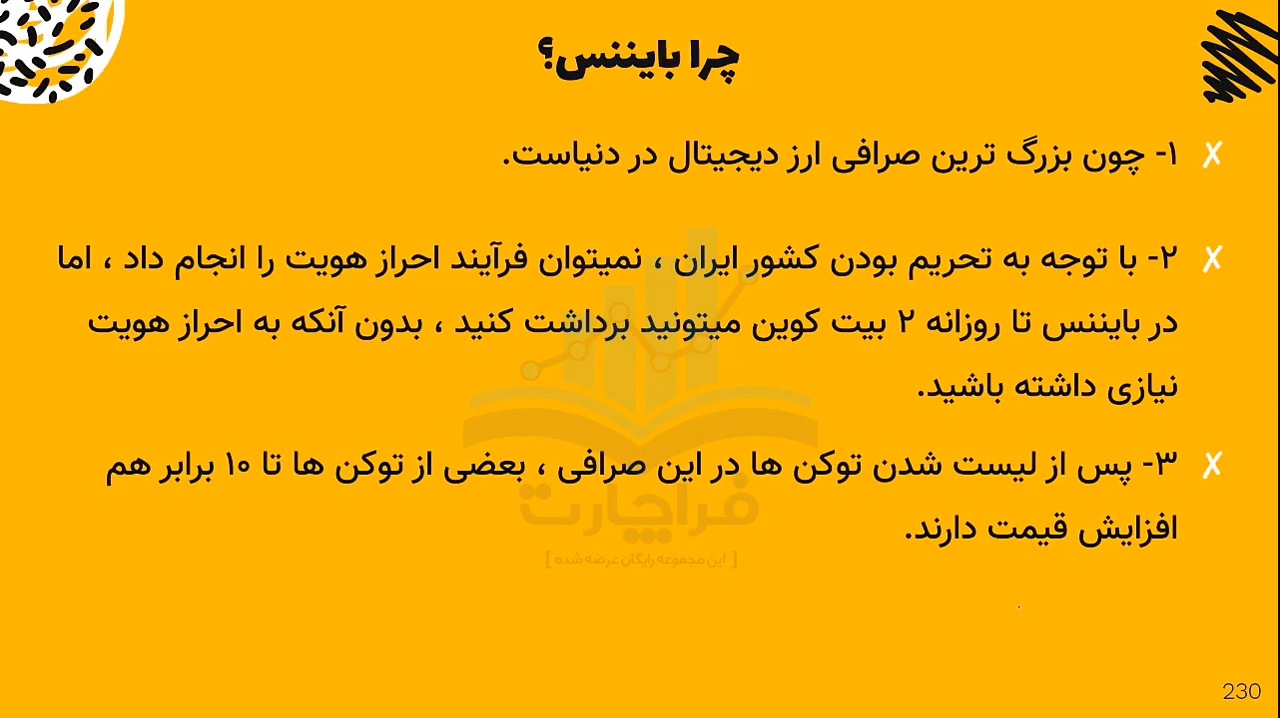 چرا بایننس؟
۱- چون بزرگ ترین صرافی ارز دیجیتال در دنیاست.
۲- با توجه به تحریم بودن کشور ایران ، نمیتوان فرآیند احراز هویت را انجام داد ، اما
در بایننس تا روزانه ۲ بیت کوین میتونید برداشت کنید ، بدون آنکه به احراز هویت
نیازی داشته باشید.
۳- پس از لیست شدن توکن ها در این صرافی ، بعضی از توکن ها تا ۱۰ برابر هم
افزایش قیمت دارند.
فراچارت
[ این مجموعه رایگان عرضه شده ]
230